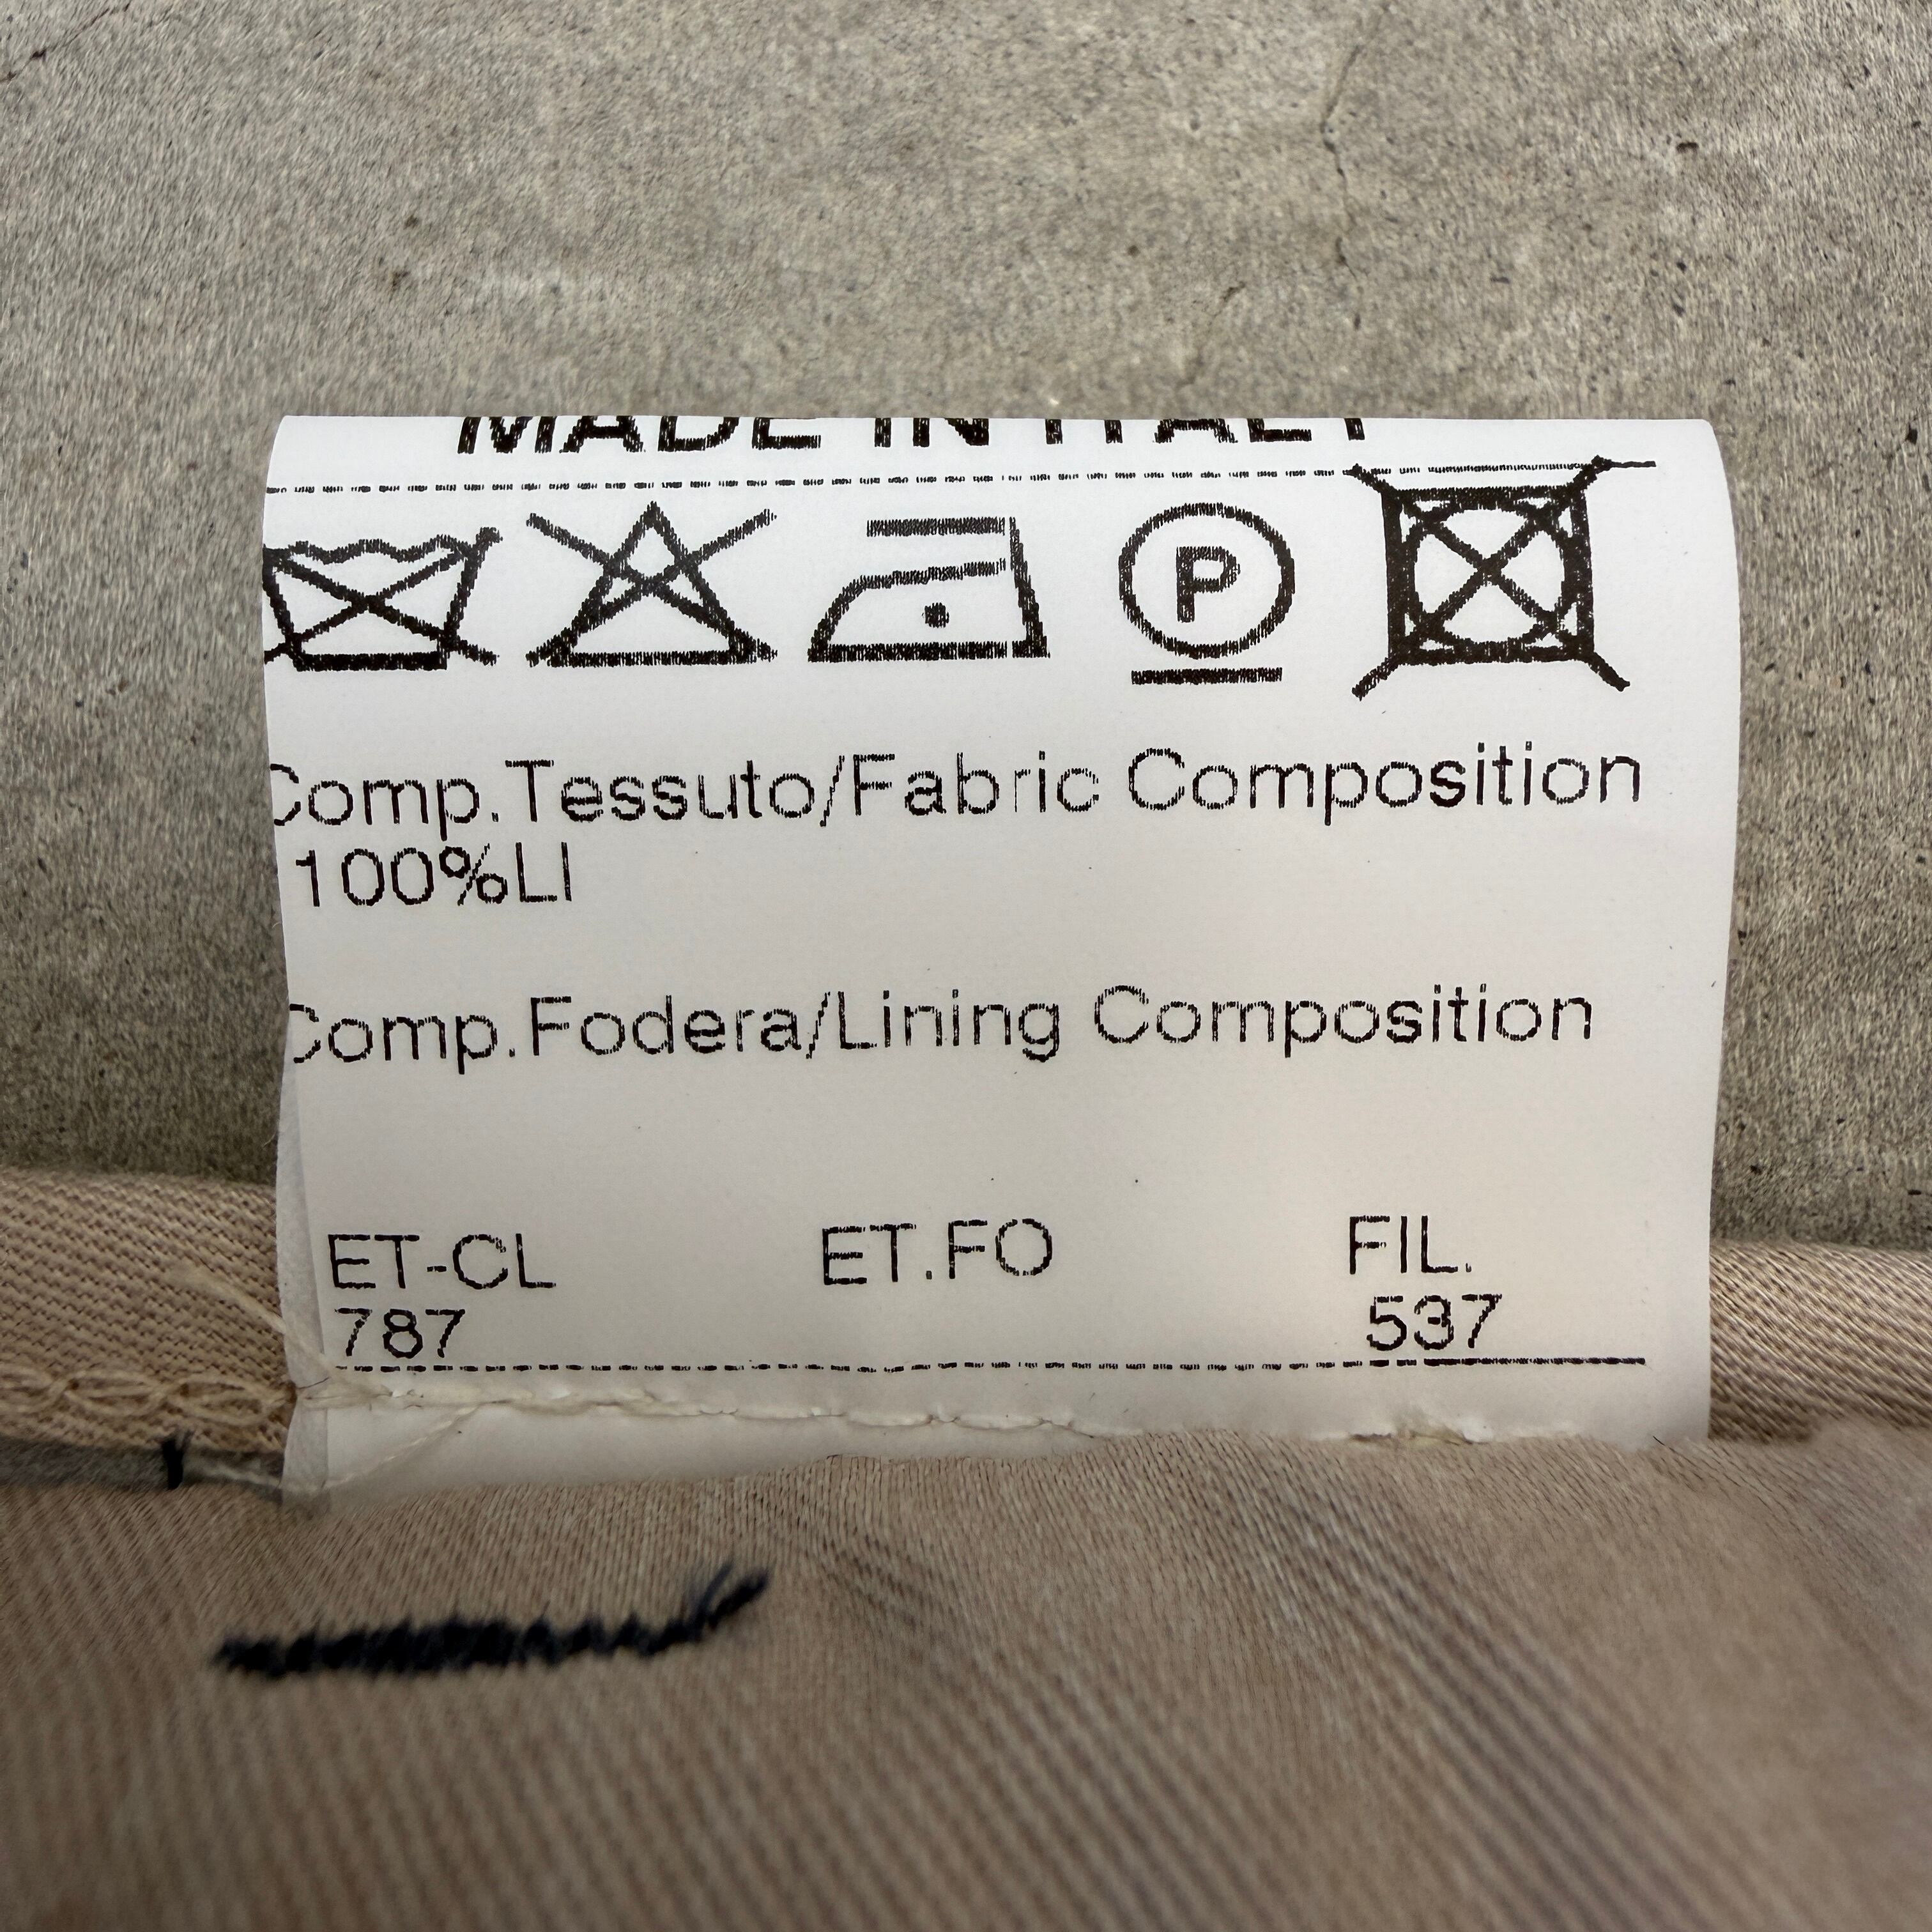 MADE IN ITALY
P
Comp.Tessuto/Fabric Composition
100%LI
Comp.Fodera/Lining Composition
ET-CL ET.FO FIL.
787 537